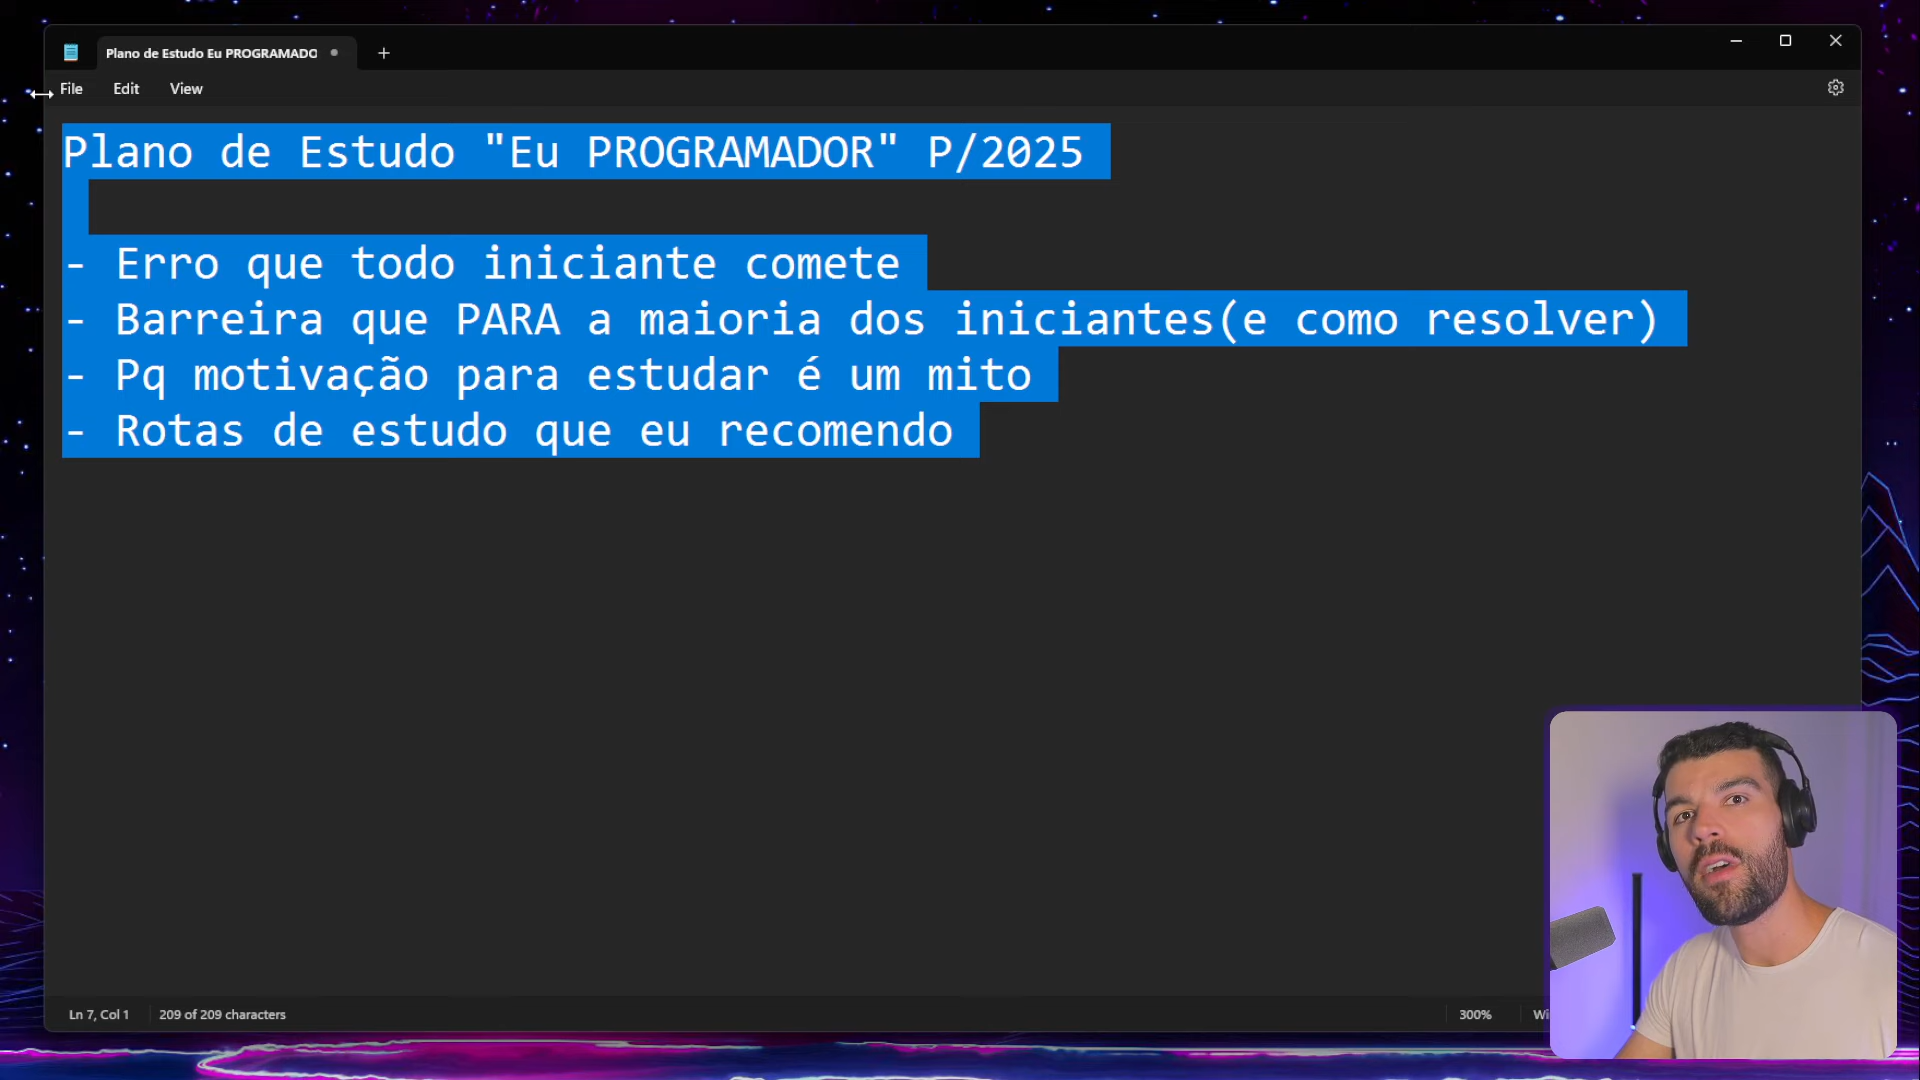 Plano de Estudo Eu PROGRAMADO
File Edit View
Plano de Estudo "Eu PROGRAMADOR" P/2025
- Erro que todo iniciante comete
- Barreira que PARA a maioria dos iniciantes(e como resolver)
- Pq motivação para estudar é um mito
- Rotas de estudo que eu recomendo
Ln 7, Col 1 209 of 209 characters 300%